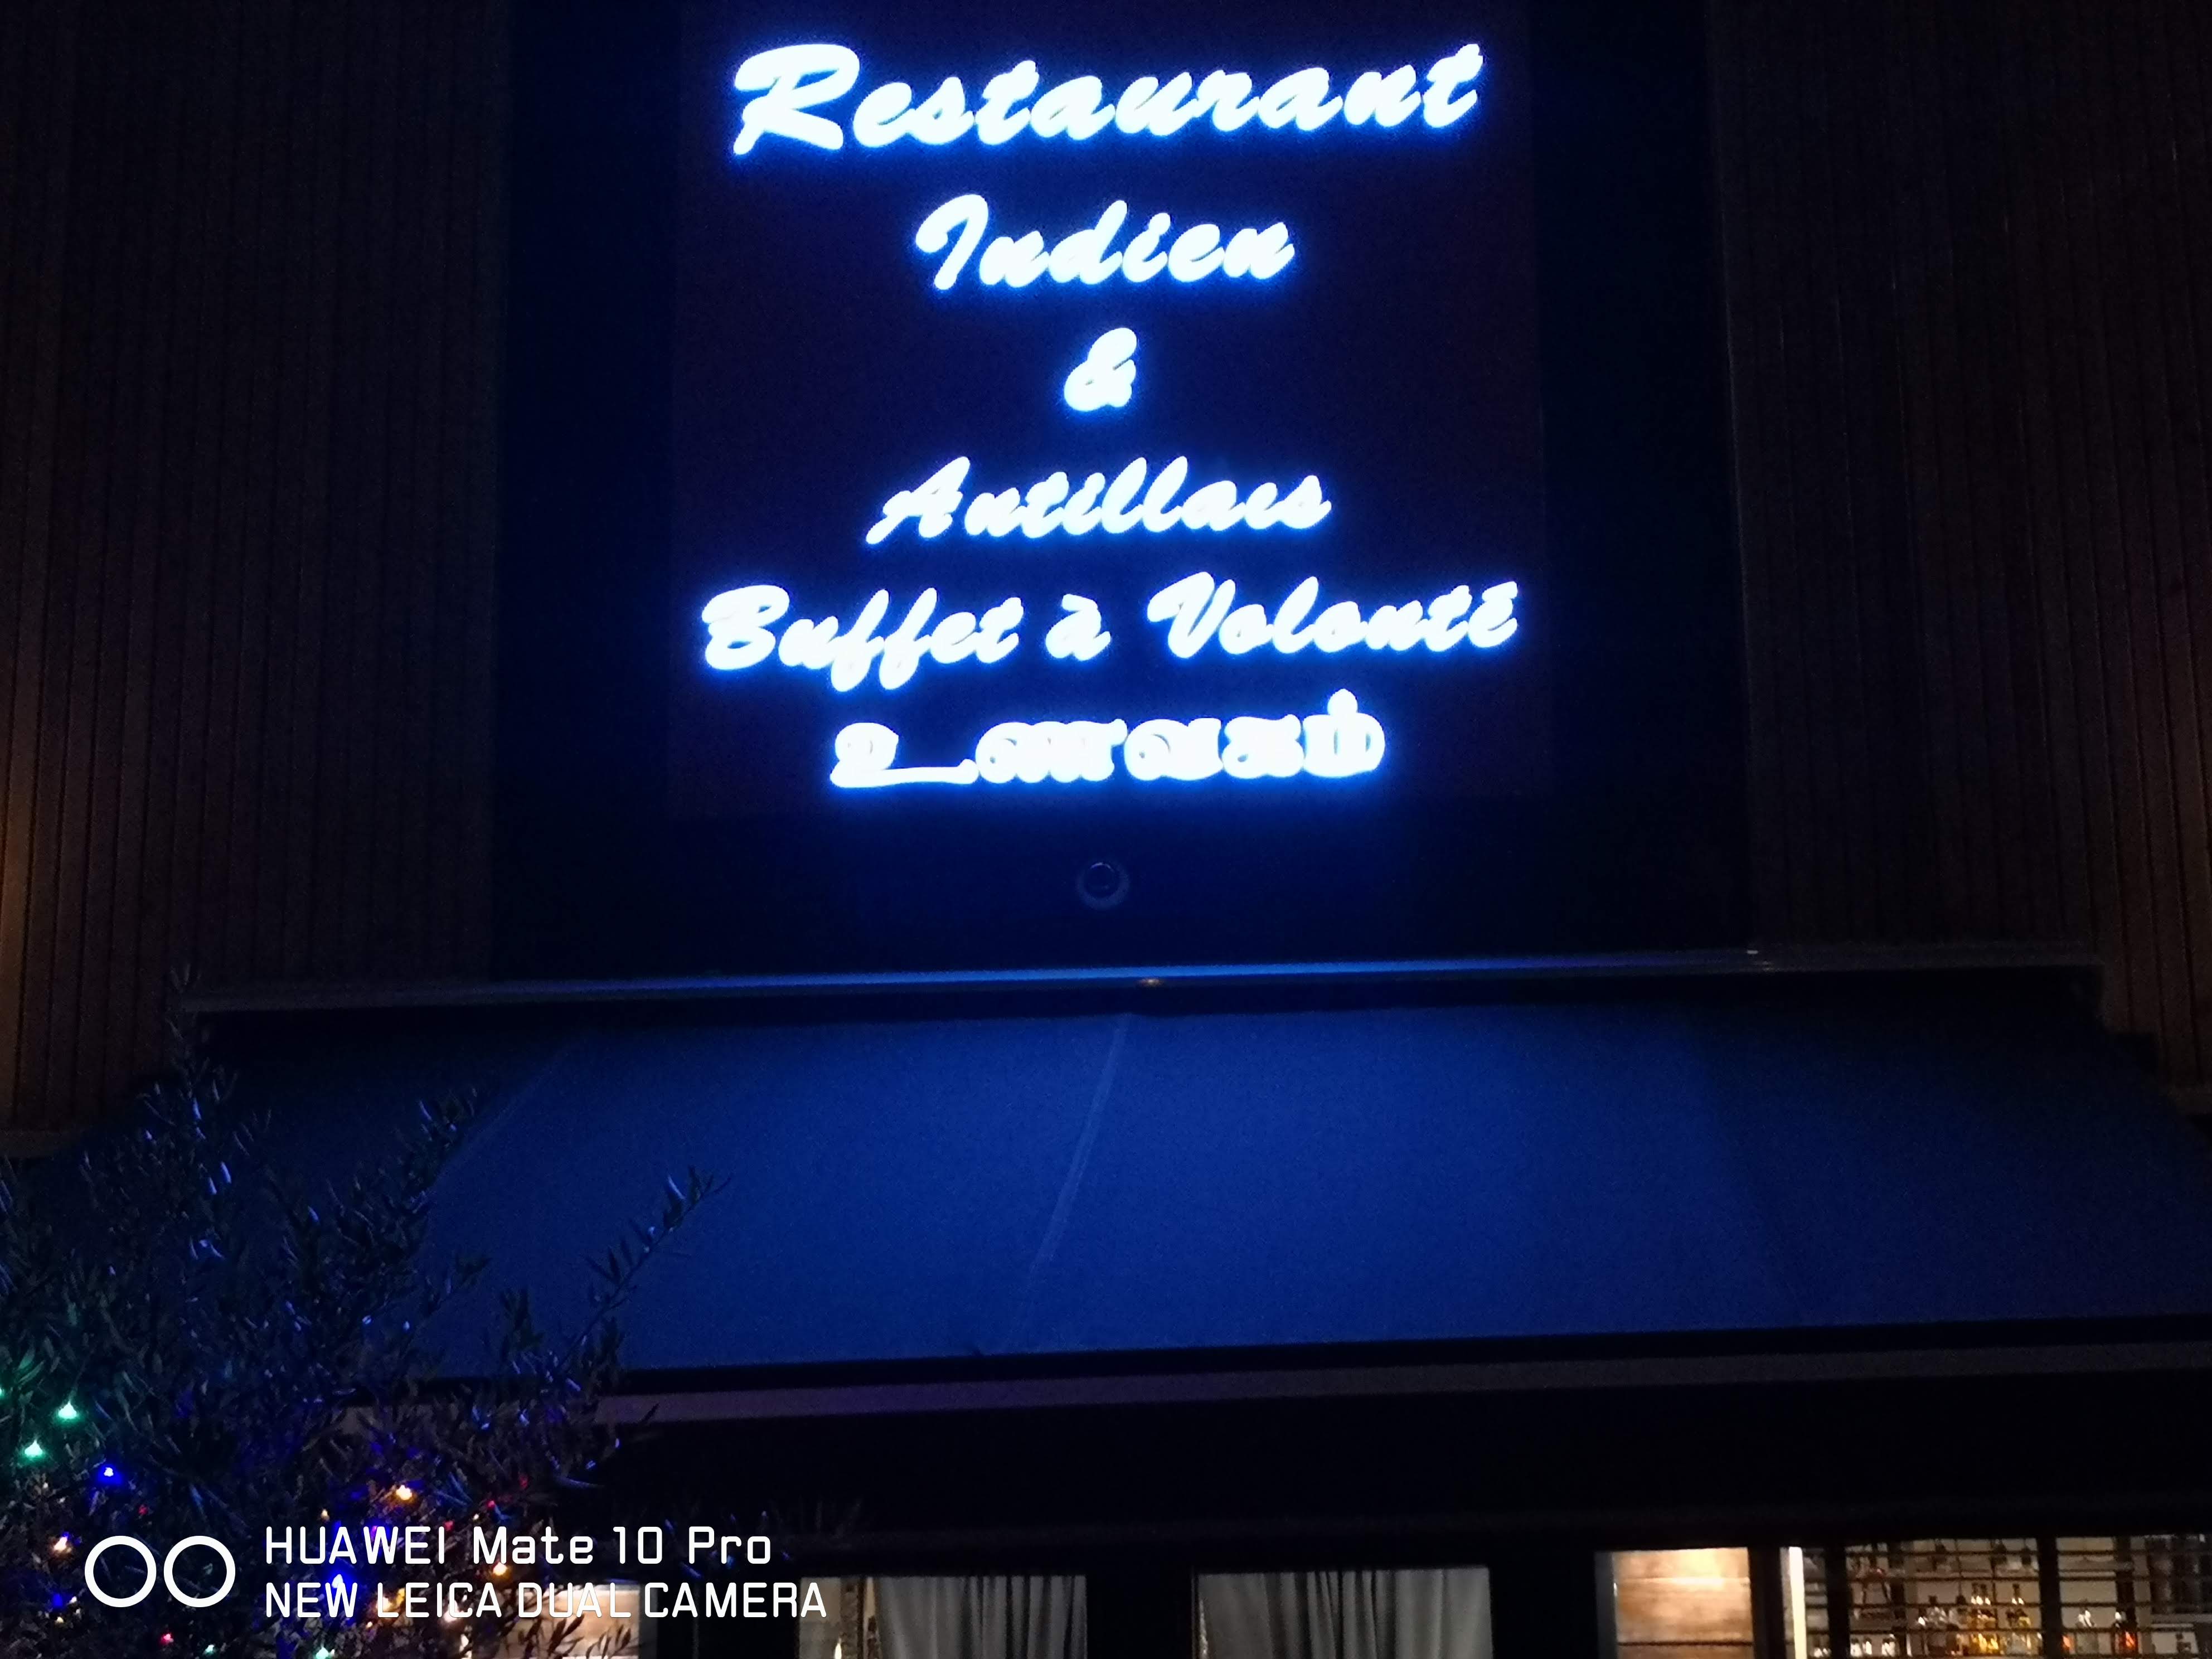 Restaurant
Indien
&
Antillais
Buffet à Volonté
உணவகம்
HUAWEI Mate 10 Pro
NEW LEICA DUAL CAMERA